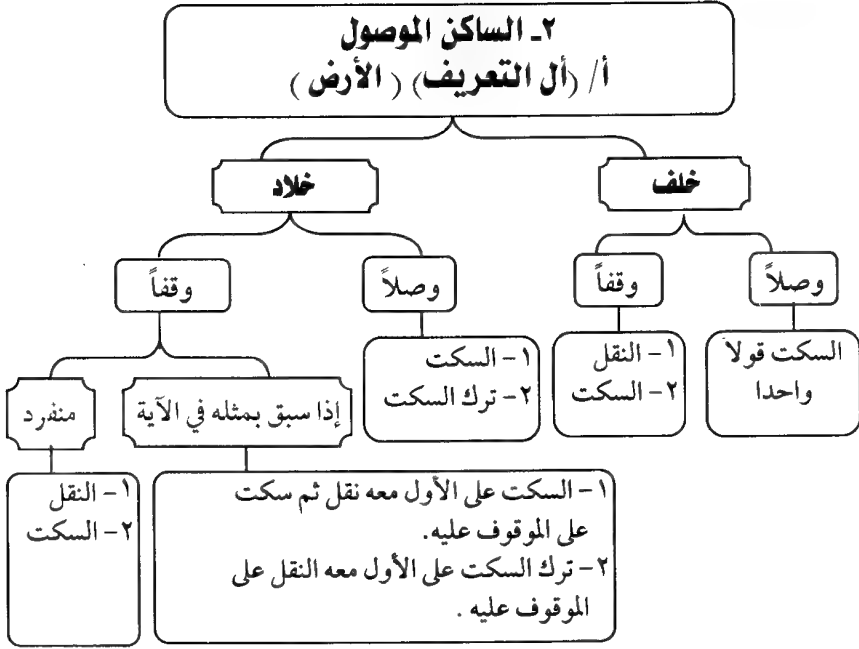 ٢ـ الساكن الموصول
أ/ (أل التعريف) ( الأرض )
خلف
خلاد
وصلاً
وقفاً
وصلاً
وقفاً
السكت قولا
واحدا
١- النقل
٢- السكت
١- السكت
٢- ترك السكت
إذا سبق بمثله في الآية
منفرد
١- السكت على الأول معه نقل ثم سكت
على الموقوف عليه.
٢- ترك السكت على الأول معه النقل على
الموقوف عليه .
١- النقل
٢- السكت